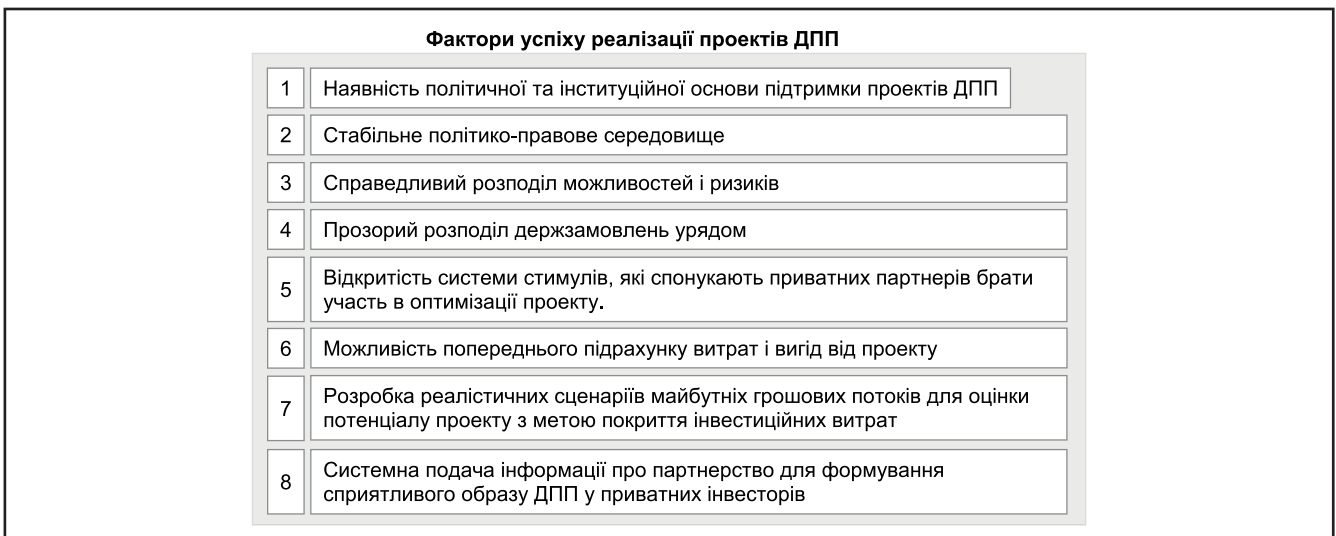 Фактори успіху реалізації проектів ДПП
1 Наявність політичної та інституційної основи підтримки проектів ДПП
2 Стабільне політико-правове середовище
3 Справедливий розподіл можливостей і ризиків
4 Прозорий розподіл держзамовлень урядом
5 Відкритість системи стимулів, які спонукають приватних партнерів брати
участь в оптимізації проекту.
6 Можливість попереднього підрахунку витрат і вигід від проекту
7 Розробка реалістичних сценаріїв майбутніх грошових потоків для оцінки
потенціалу проекту з метою покриття інвестиційних витрат
8 Системна подача інформації про партнерство для формування
сприятливого образу ДПП у приватних інвесторів